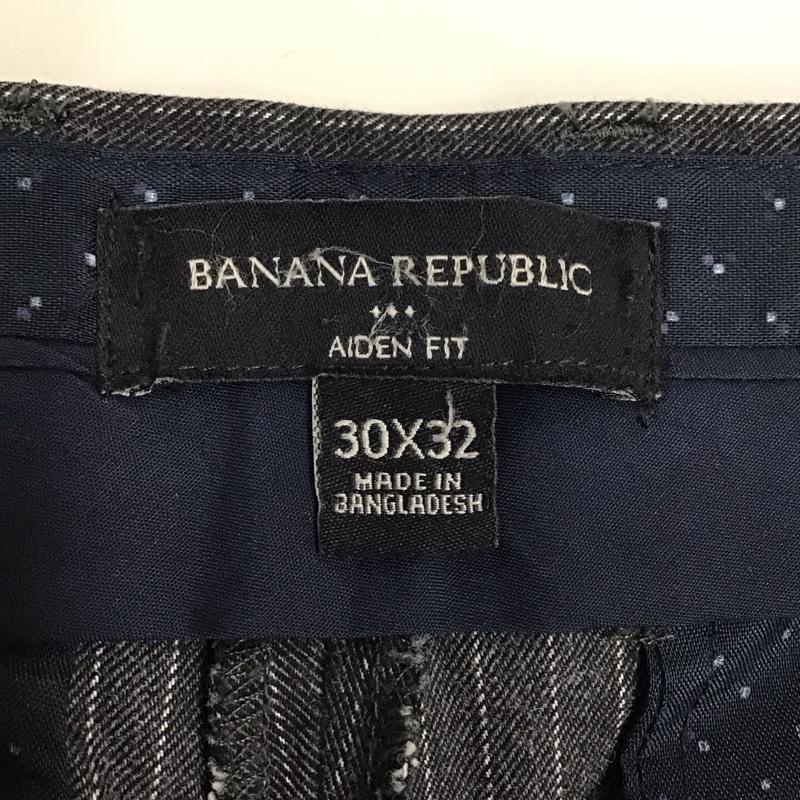 BANANA REPUBLIC
AIDEN FIT
30X32
MADE IN
BANGLADESH